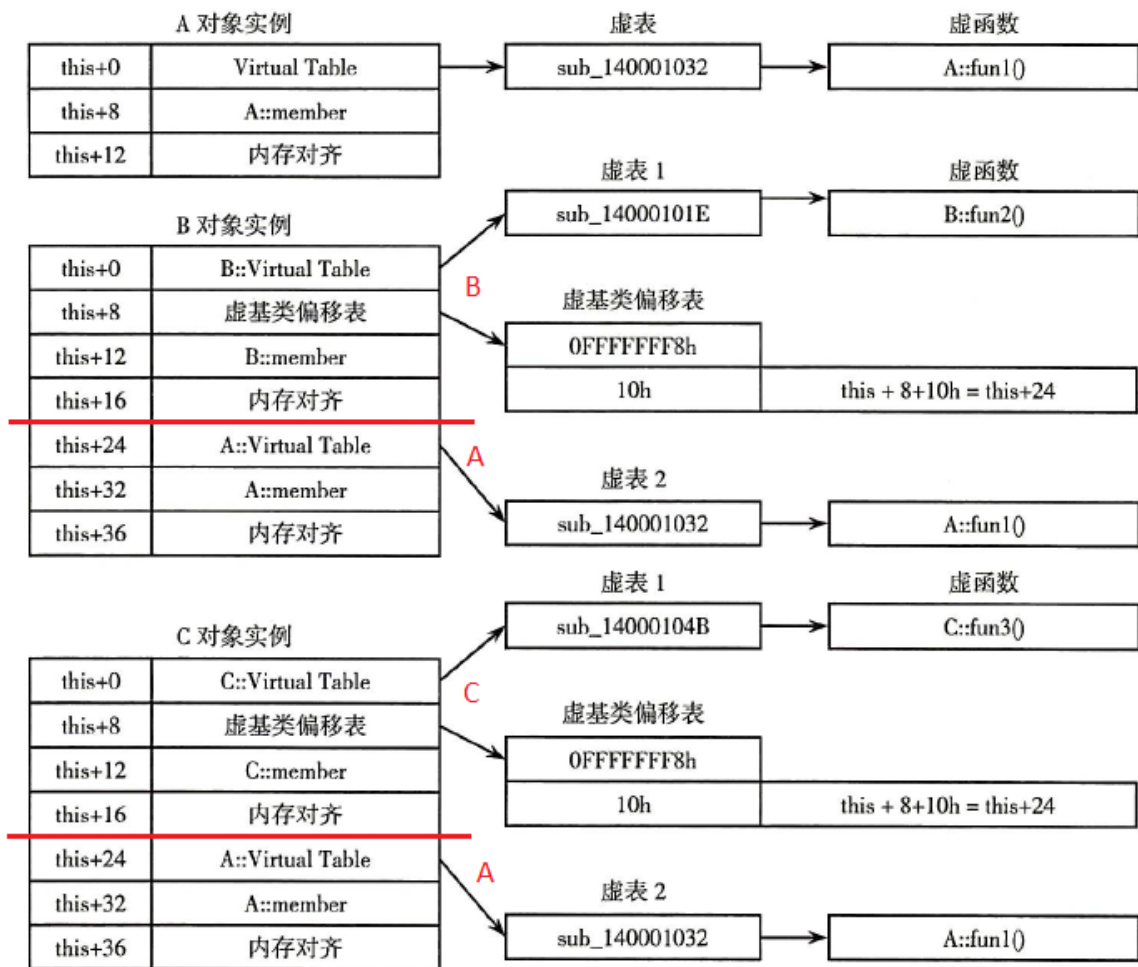 A 对象实例 虚表 虚函数
this+0 Virtual Table sub_140001032 A::fun1()
this+8 A::member
this+12 内存对齐
虚表 1 虚函数
sub_14000101E B::fun2()
B 对象实例
this+0 B::Virtual Table
B
this+8 虚基类偏移表 虚基类偏移表
0FFFFFFF8h
this+12 B::member
this+16 内存对齐 10h this + 8+10h = this+24
this+24 A::Virtual Table
A
this+32 A::member 虚表 2
this+36 内存对齐 sub_140001032 A::fun1()
虚表 1 虚函数
sub_14000104B C::fun3()
C 对象实例
this+0 C::Virtual Table
C
this+8 虚基类偏移表 虚基类偏移表
0FFFFFFF8h
this+12 C::member
this+16 内存对齐 10h this + 8+10h = this+24
this+24 A::Virtual Table
A
this+32 A::member 虚表 2
this+36 内存对齐 sub_140001032 A::fun1()